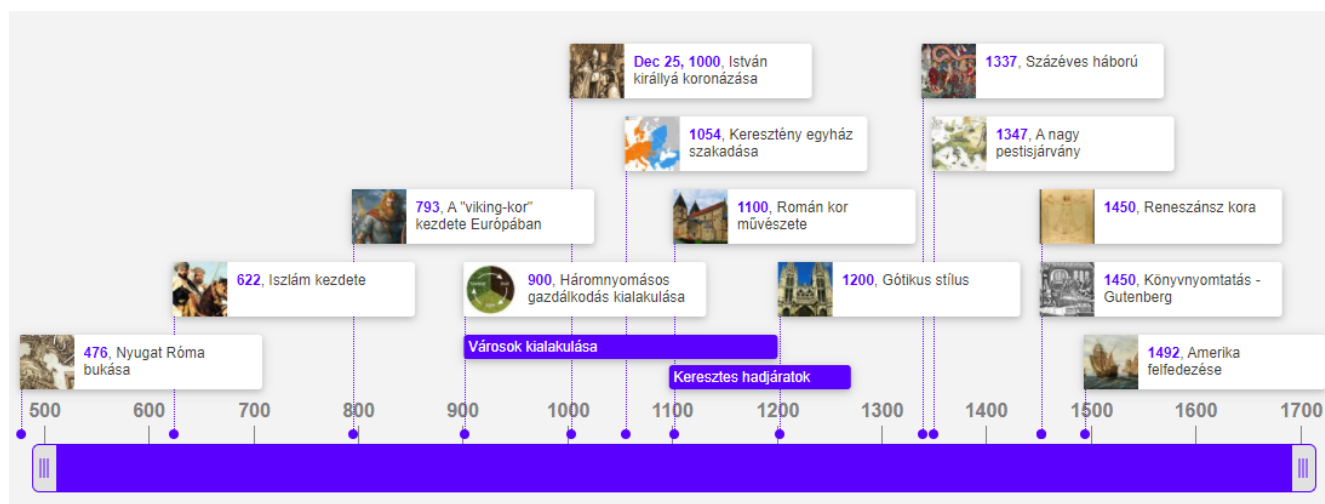 Dec 25, 1000, István
királlyá koronázása
1337, Százéves háború
1054, Keresztény egyház
szakadása
1347, A nagy
pestisjárvány
793, A "viking-kor"
kezdete Európában
1100, Román kor
művészete
1450, Reneszánsz kora
622, Iszlám kezdete
900, Háromnyomásos
gazdálkodás kialakulása
1200, Gótikus stílus
1450, Könyvnyomtatás -
Gutenberg
476, Nyugat Róma
bukása
Városok kialakulása
1492, Amerika
felfedezése
Keresztes hadjáratok
500 600 700 800 900 1000 1100 1200 1300 1400 1500 1600 1700